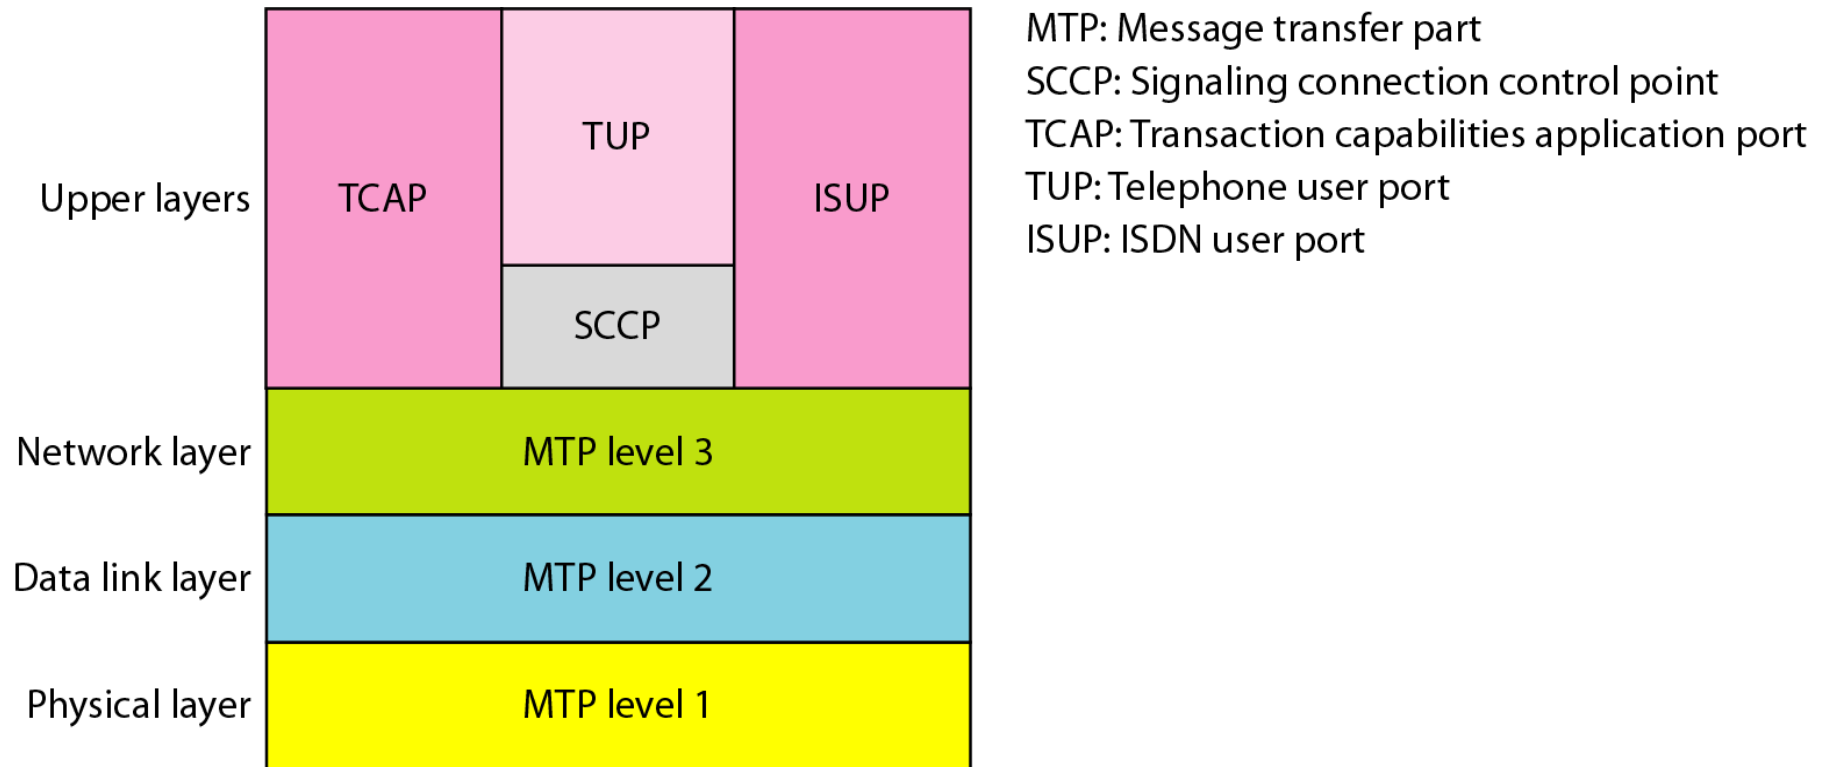 TUP
TCAP
ISUP
SCCP
Upper layers
Network layer
MTP level 3
Data link layer
MTP level 2
Physical layer
MTP level 1
MTP: Message transfer part
SCCP: Signaling connection control point
TCAP: Transaction capabilities application port
TUP: Telephone user port
ISUP: ISDN user port